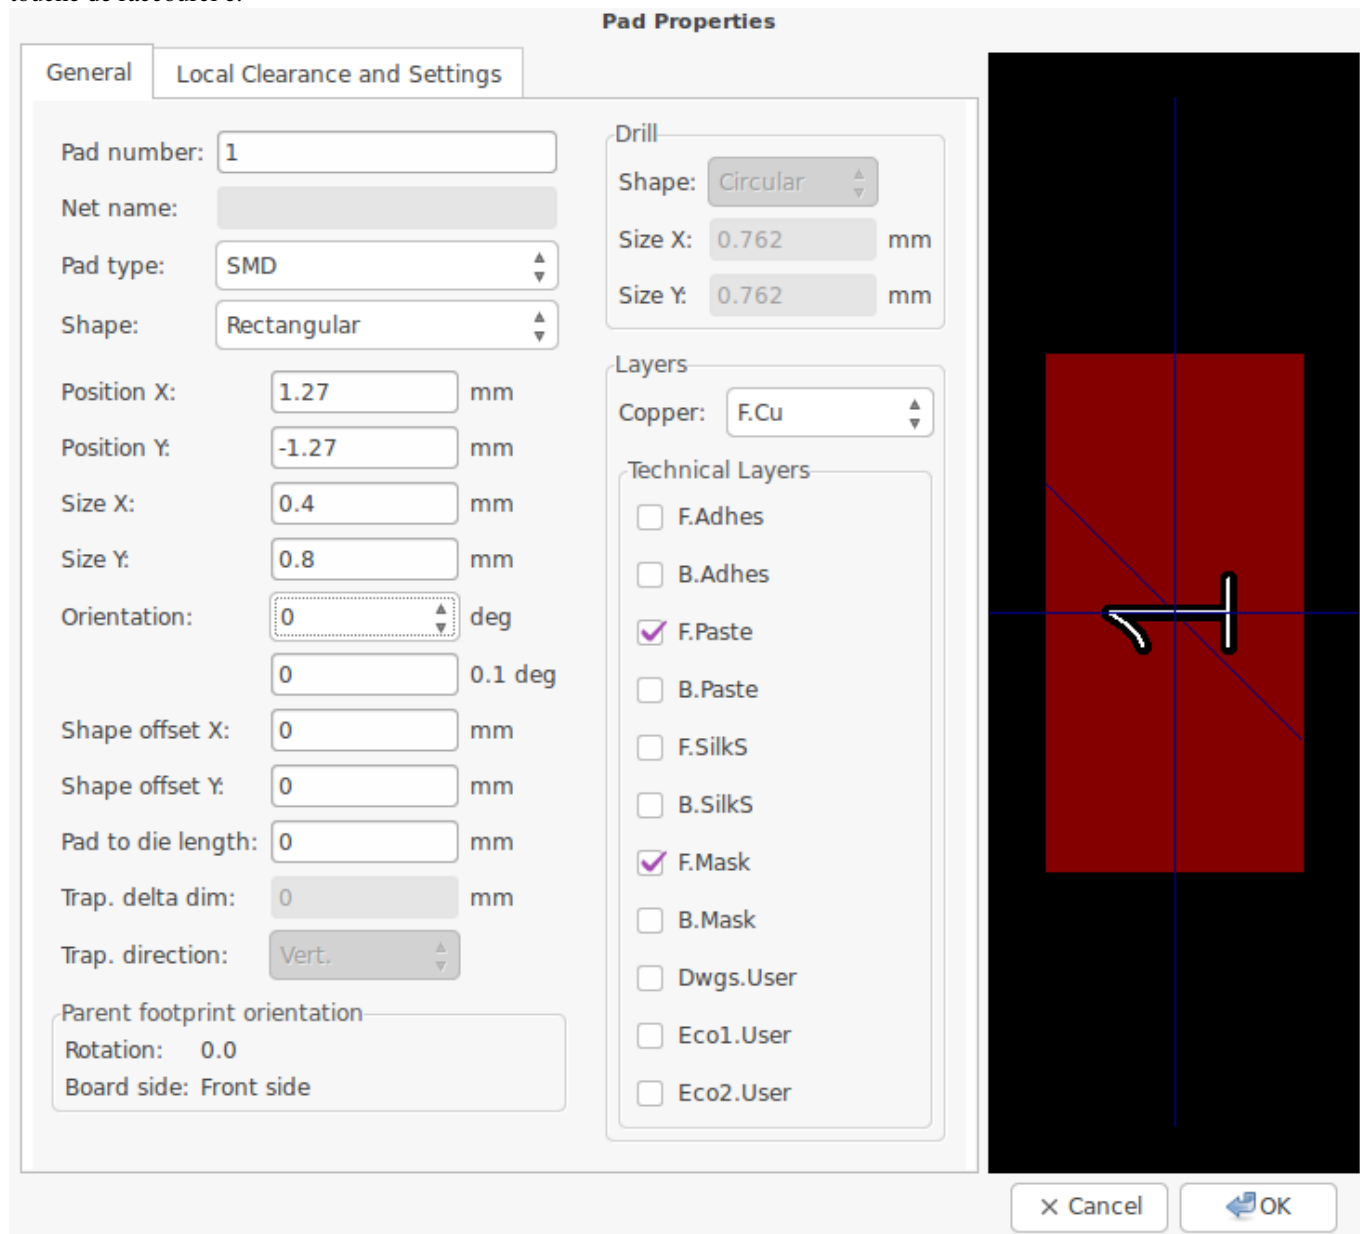 Pad Properties
General
Local Clearance and Settings
Pad number: 1
Net name:
Pad type: SMD
Shape: Rectangular
Position X: 1.27 mm
Position Y: -1.27 mm
Size X: 0.4 mm
Size Y: 0.8 mm
Orientation: 0 deg
0 0.1 deg
Shape offset X: 0 mm
Shape offset Y: 0 mm
Pad to die length: 0 mm
Trap. delta dim: 0 mm
Trap. direction: Vert.
Parent footprint orientation
Rotation: 0.0
Board side: Front side
Drill
Shape: Circular
Size X: 0.762 mm
Size Y: 0.762 mm
Layers
Copper: F.Cu
Technical Layers
F.Adhes
B.Adhes
F.Paste
B.Paste
F.SilkS
B.SilkS
F.Mask
B.Mask
Dwgs.User
Eco1.User
Eco2.User
1
Cancel
OK